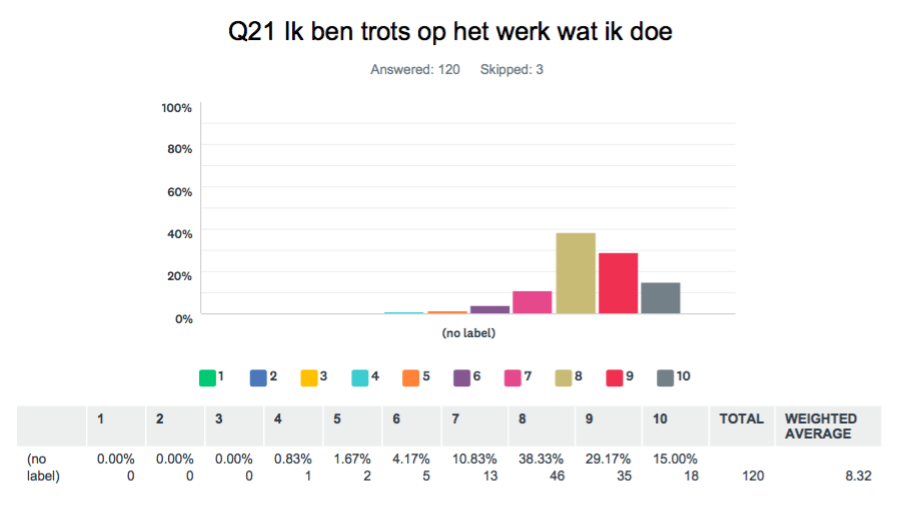 Q21 Ik ben trots op het werk wat ik doe
Answered: 120 Skipped: 3
100%
80%
60%
40%
20%
0%
(no label)
1 2 3 4 5 6 7 8 9 10
1 2 3 4 5 6 7 8 9 10 TOTAL WEIGHTED AVERAGE
(no label) 0.00% 0.00% 0.00% 0.83% 1.67% 4.17% 10.83% 38.33% 29.17% 15.00%
0 0 0 1 2 5 13 46 35 18 120 8.32